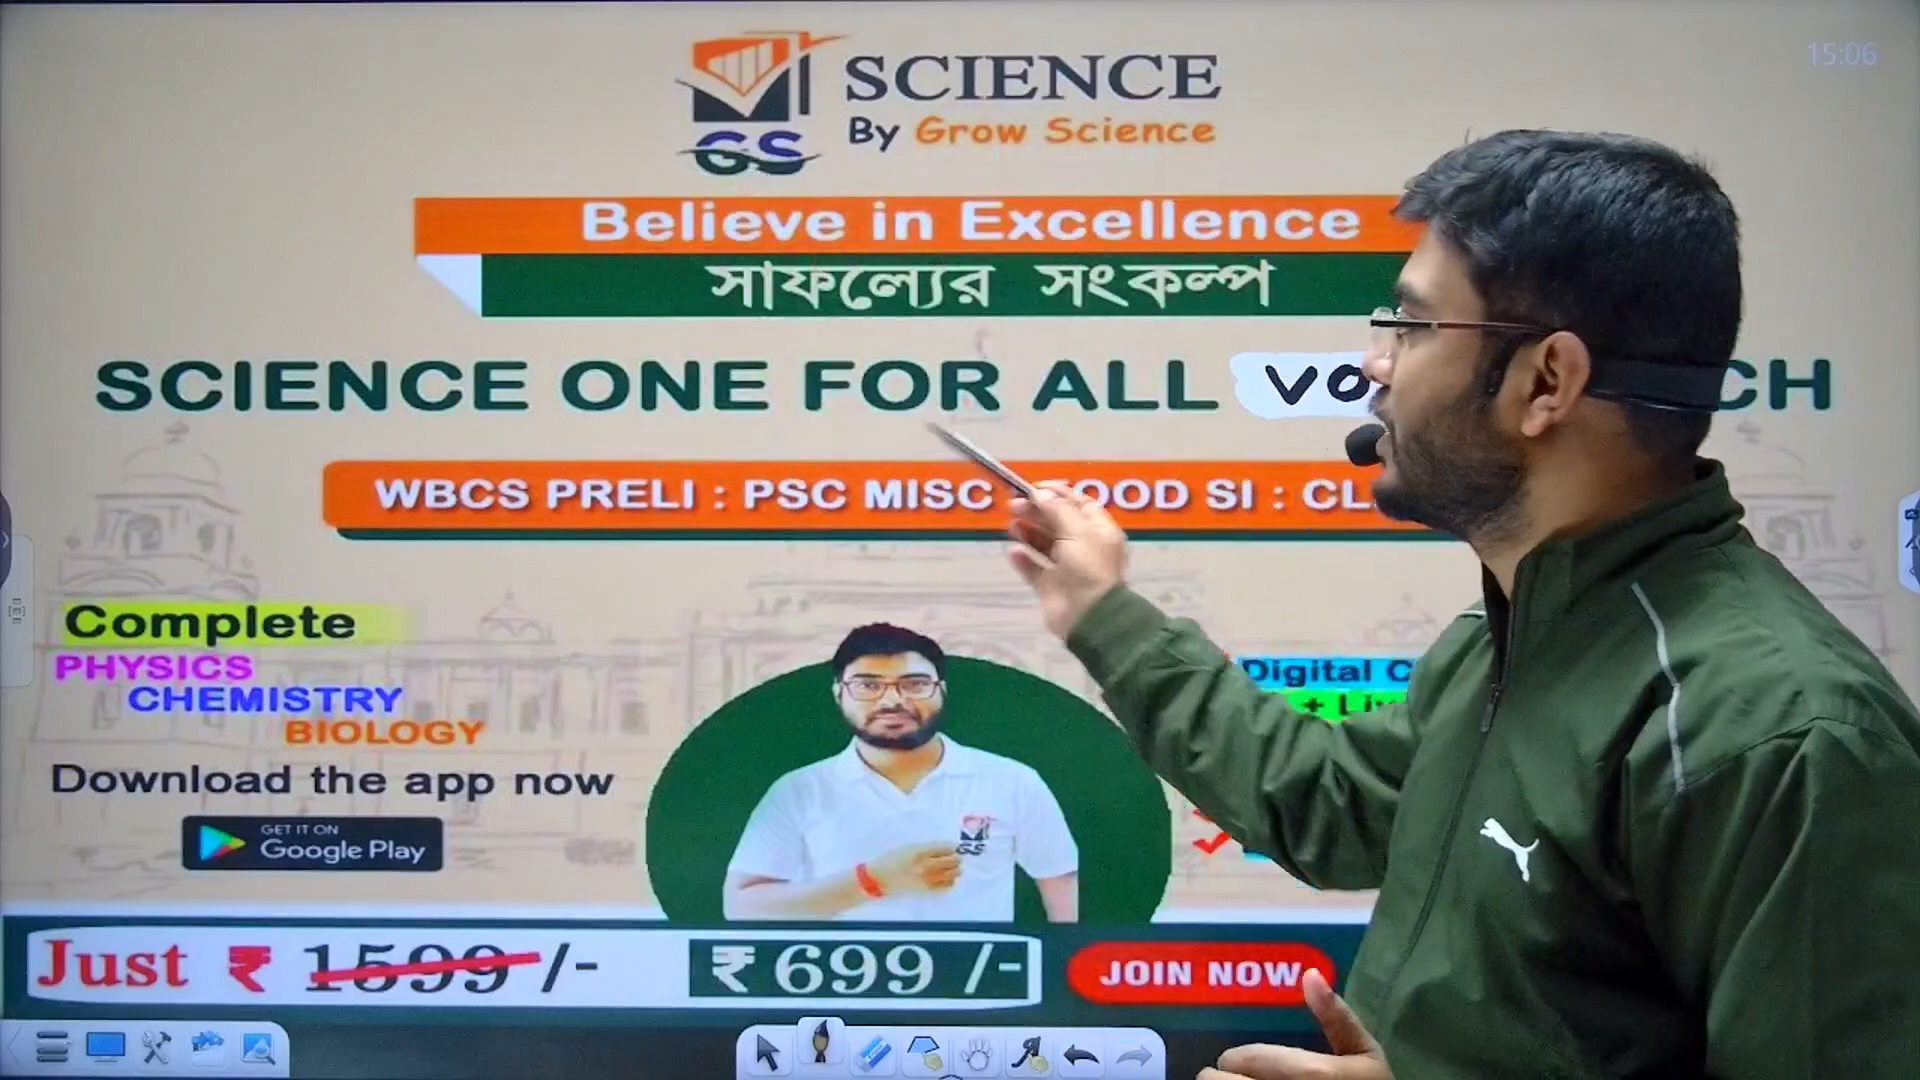 15:06
SCIENCE
By Grow Science
GS
Believe in Excellence
সাফল্যের সংকল্প
SCIENCE ONE FOR ALL
WBCS PRELI : PSC MISC
SI :
Complete
PHYSICS
CHEMISTRY
BIOLOGY
Download the app now
GET IT ON
Google Play
Digital
+
GS
Just ₹ 1599/- ₹ 699 /- JOIN NOW